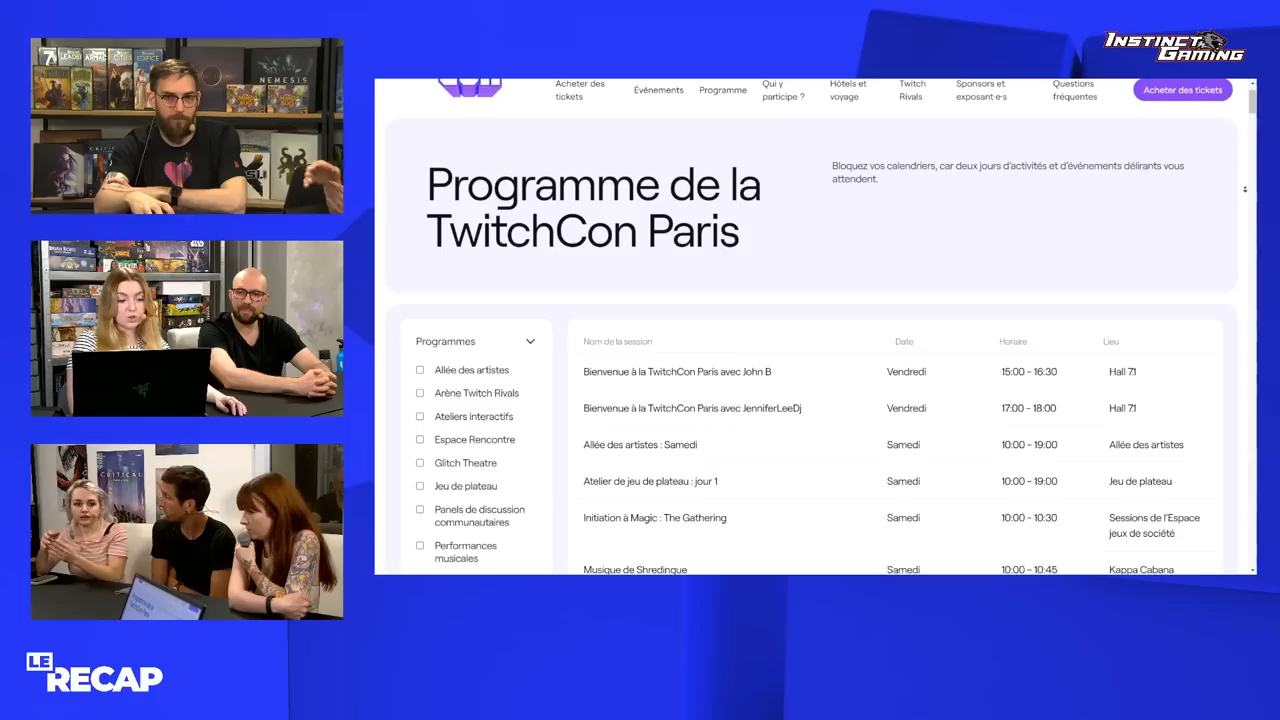 INSTINCT
GAMING
Acheter des
tickets
Événements
Programme
Qui y
participe ?
Hôtels et
voyage
Twitch
Rivals
Sponsors et
exposant·e·s
Questions
fréquentes
Acheter des tickets
Programme de la
TwitchCon Paris
Bloquez vos calendriers, car deux jours d'activités et d'événements délirants vous
attendent.
Programmes
Allée des artistes
Arène Twitch Rivals
Ateliers interactifs
Espace Rencontre
Glitch Theatre
Jeu de plateau
Panels de discussion
communautaires
Performances
musicales
Nom de la session Date Horaire Lieu
Bienvenue à la TwitchCon Paris avec John B Vendredi 15:00 - 16:30 Hall 7.1
Bienvenue à la TwitchCon Paris avec JenniferLeeDj Vendredi 17:00 - 18:00 Hall 7.1
Allée des artistes : Samedi Samedi 10:00 - 19:00 Allée des artistes
Atelier de jeu de plateau : jour 1 Samedi 10:00 - 19:00 Jeu de plateau
Initiation à Magic : The Gathering Samedi 10:00 - 10:30 Sessions de l'Espace
jeux de société
Musique de Shredinque Samedi 10:00 - 10:45 Kappa Cabana
NEMESIS
EDIFICE
CRITICAL
LE
RECAP